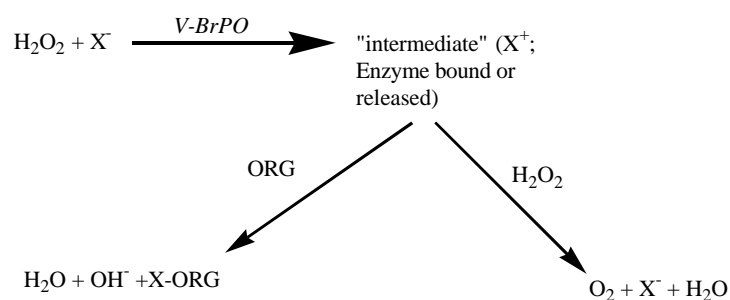 H₂O₂ + X⁻
V-BrPO
"intermediate" (X⁺;
Enzyme bound or
released)
ORG
H₂O₂
H₂O + OH⁻ +X-ORG
O₂ + X⁻ + H₂O